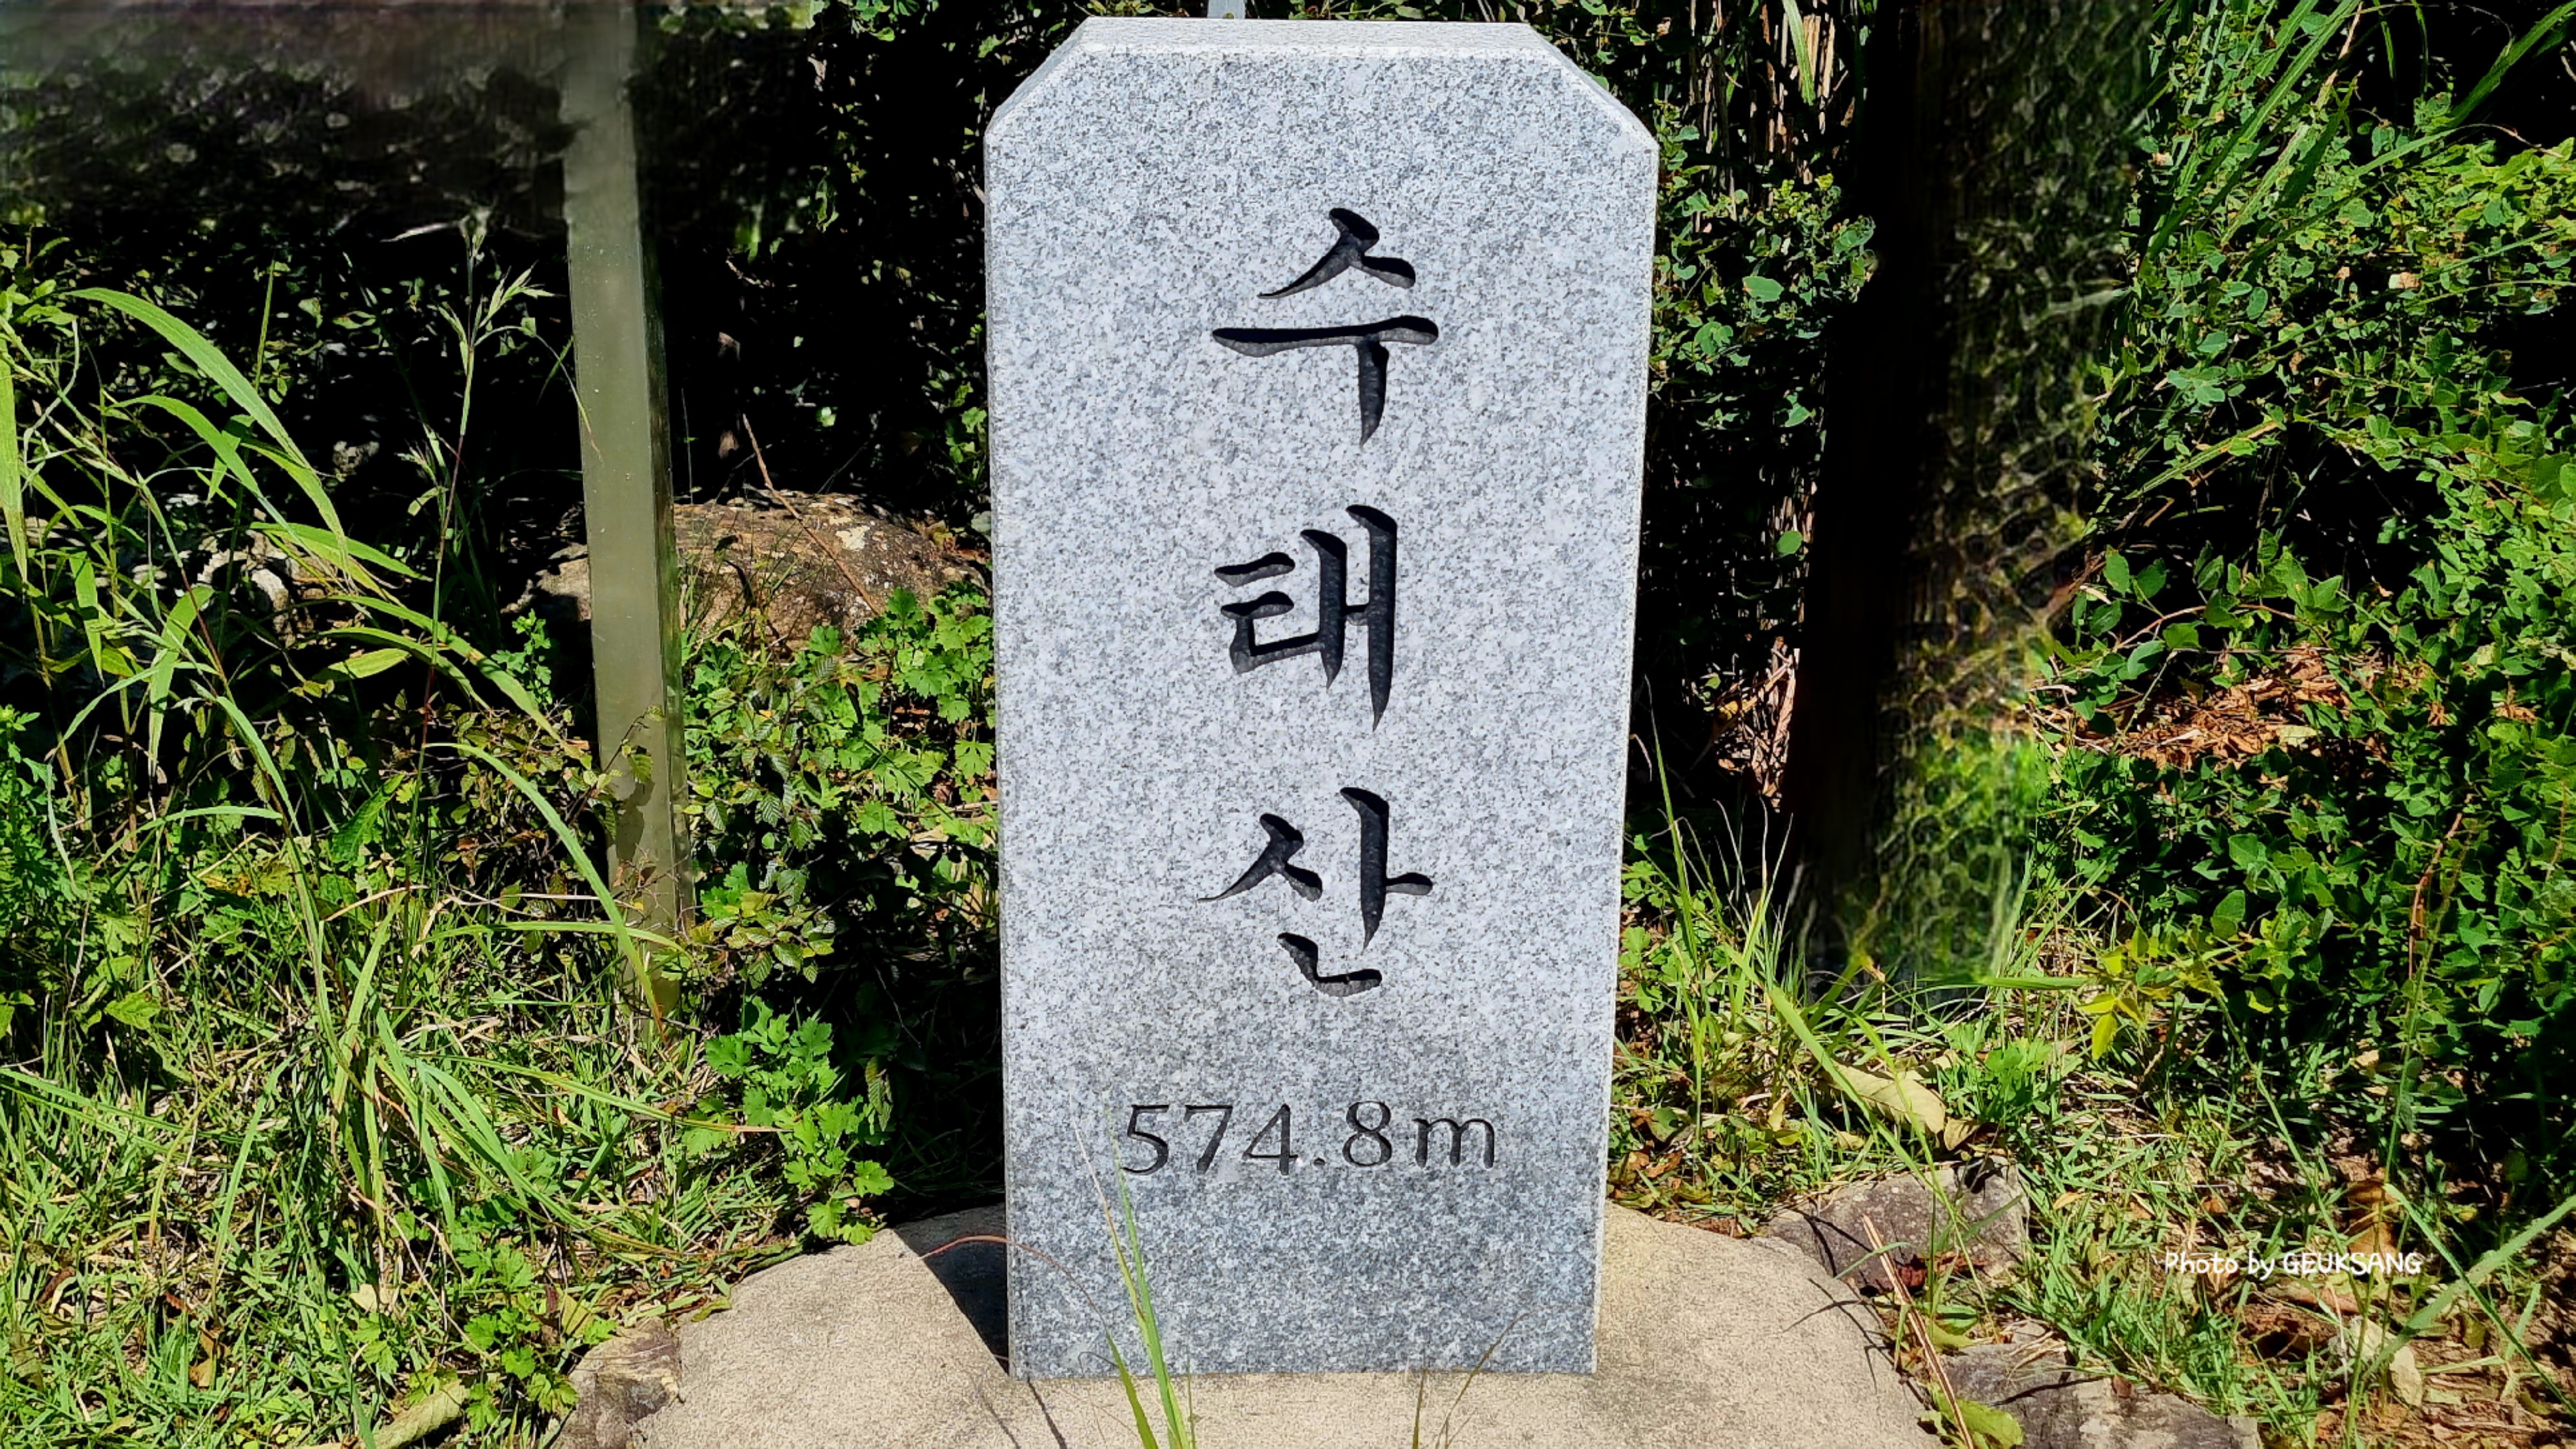 수
태
산
574.8m
Photo by GEUKSANG